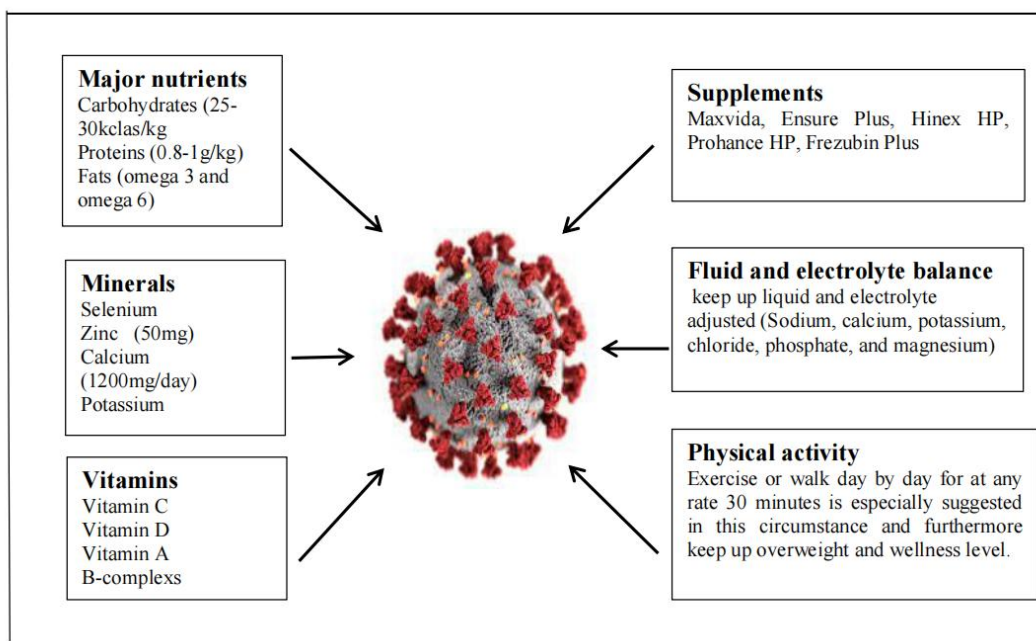 Major nutrients
Carbohydrates (25-
30kclas/kg
Proteins (0.8-1g/kg)
Fats (omega 3 and
omega 6)
Minerals
Selenium
Zinc (50mg)
Calcium
(1200mg/day)
Potassium
Vitamins
Vitamin C
Vitamin D
Vitamin A
B-complexs
Supplements
Maxvida, Ensure Plus, Hinex HP,
Prohance HP, Frezubin Plus
Fluid and electrolyte balance
keep up liquid and electrolyte
adjusted (Sodium, calcium, potassium,
chloride, phosphate, and magnesium)
Physical activity
Exercise or walk day by day for at any
rate 30 minutes is especially suggested
in this circumstance and furthermore
keep up overweight and wellness level.